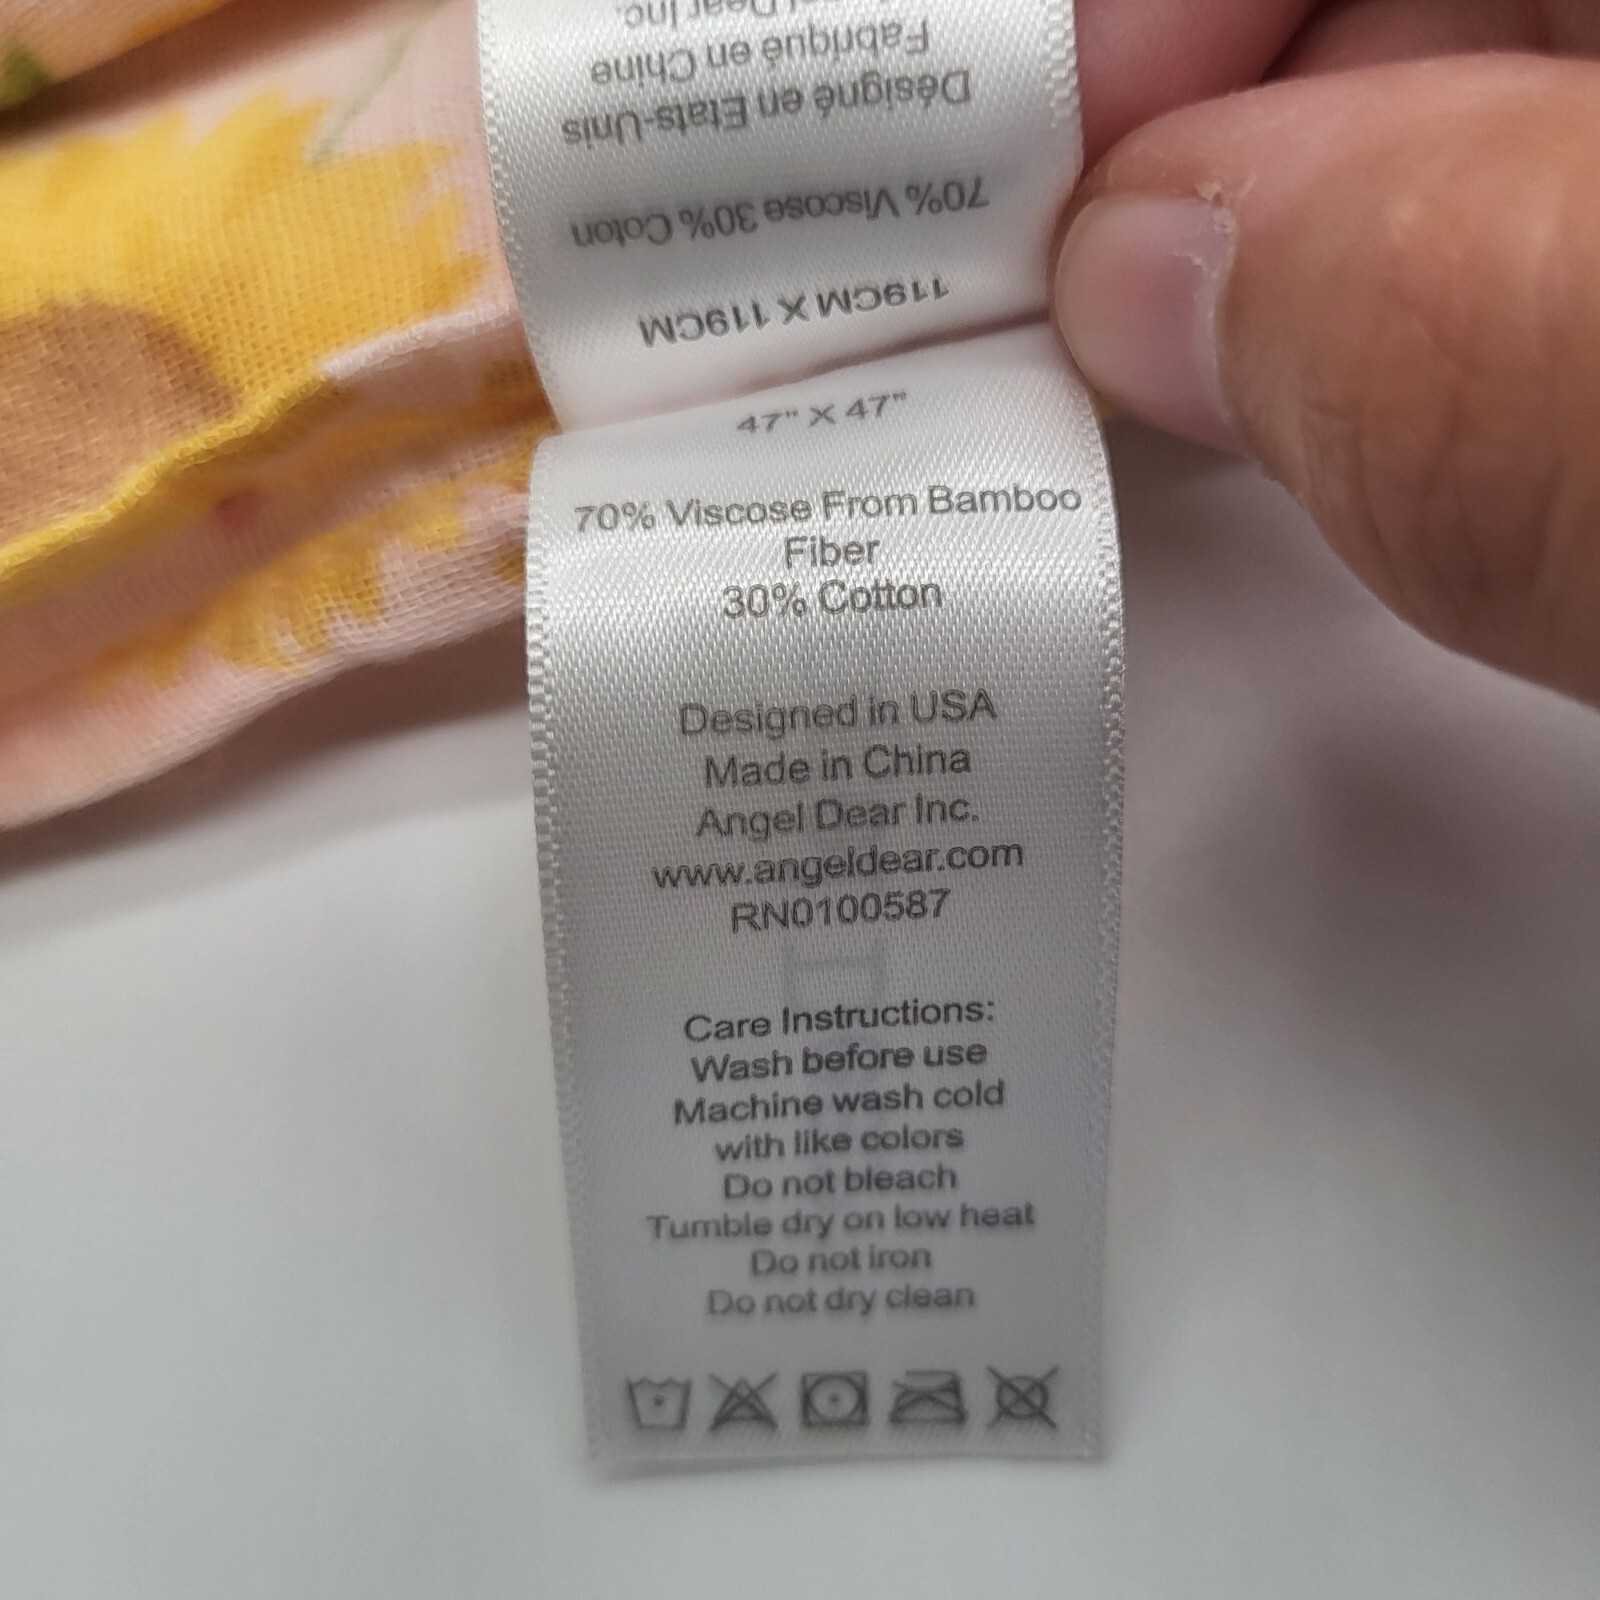 Inc.
Fabriqué en Chine
Désigné en Etats-Unis
70% Viscose 30% Coton
119CM X 119CM
47" X 47"
70% Viscose From Bamboo
Fiber
30% Cotton
Designed in USA
Made in China
Angel Dear Inc.
www.angeldear.com
RN0100587
Care Instructions:
Wash before use
Machine wash cold
with like colors
Do not bleach
Tumble dry on low heat
Do not iron
Do not dry clean